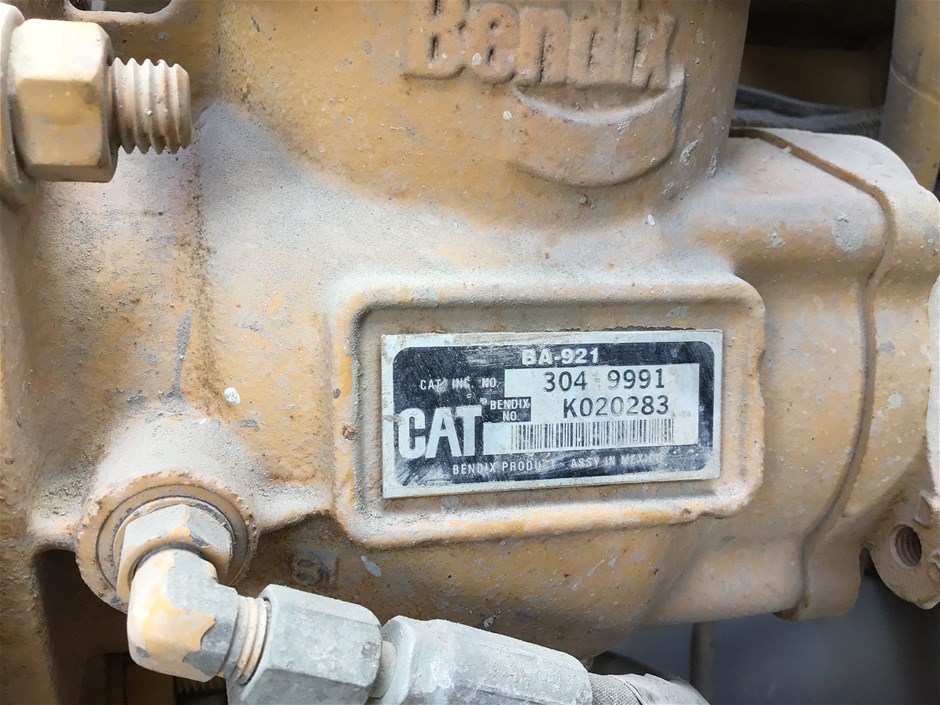 Bendix
BA-921
CAT INC. NO. 304 9991
BENDIX NO. K020283
CAT
BENDIX PRODUCT ASSY IN MEXICO